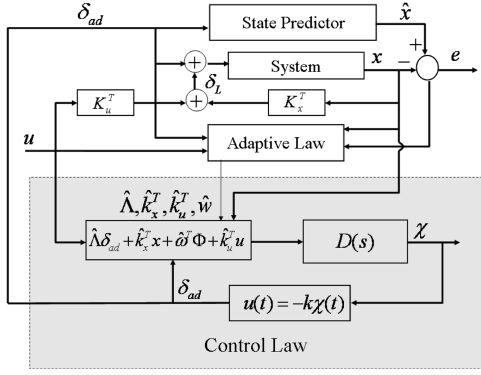 δ_ad
State Predictor
x̂
+
+
System
x
−
e
δ_L
K_u^T
+
K_x^T
u
Adaptive Law
Λ̂, k̂_x^T, k̂_u^T, ŵ
Λ̂δ_ad + k̂_x^T x + ω̂^T Φ + k̂_u^T u
D(s)
χ
δ_ad
u(t) = −kχ(t)
Control Law